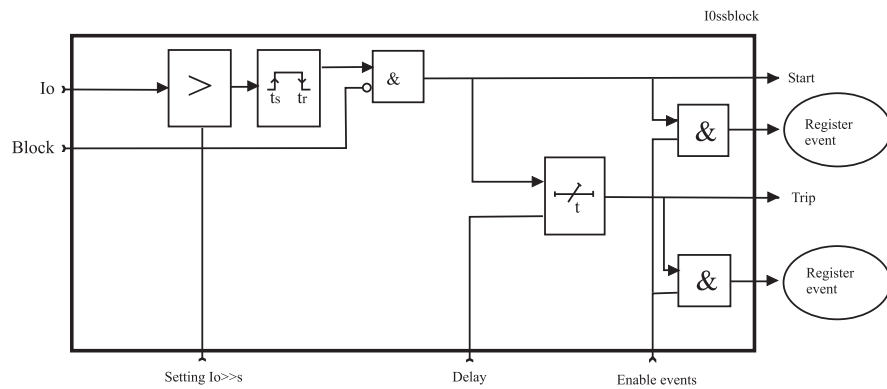 I0ssblock
Io
>
ts tr
&
Start
Block
&
Register
event
t
Trip
&
Register
event
Setting Io>>s
Delay
Enable events